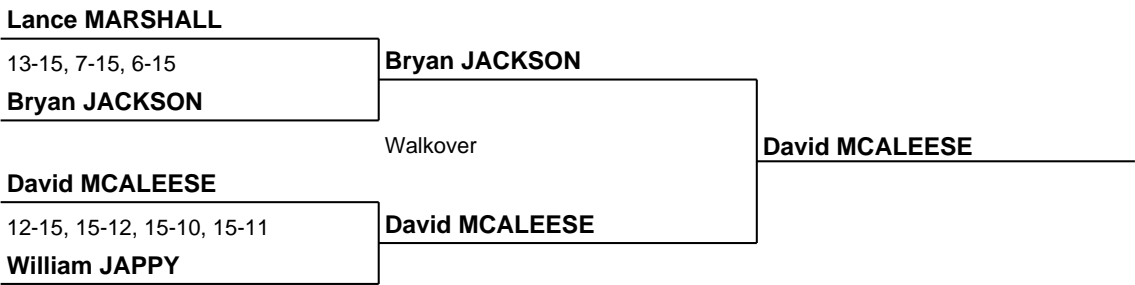 Lance MARSHALL
13-15, 7-15, 6-15
Bryan JACKSON
Bryan JACKSON
Walkover
David MCALEESE
David MCALEESE
12-15, 15-12, 15-10, 15-11
David MCALEESE
William JAPPY